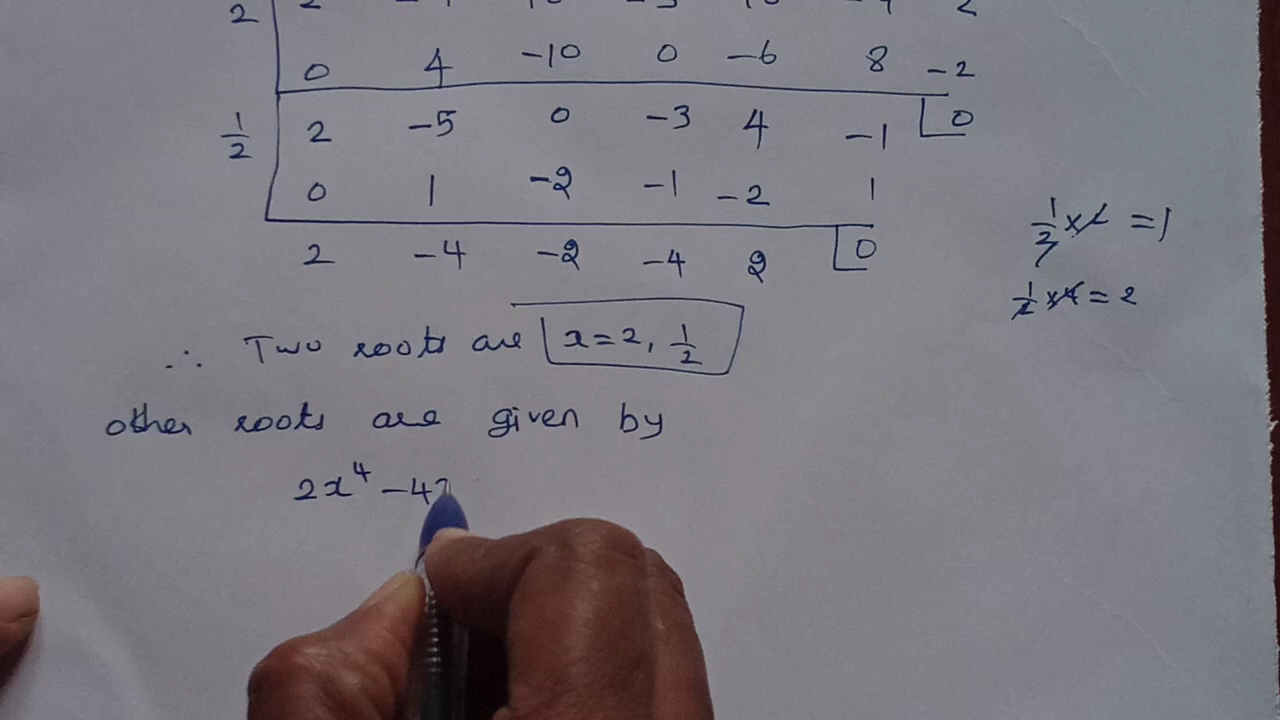 2
0 4 -10 0 -6 8 -2
1/2 2 -5 0 -3 4 -1 0
0 1 -2 -1 -2 1
2 -4 -2 -4 2 0
1/2 × 2 = 1
1/2 × 4 = 2
∴ Two roots are x = 2, 1/2
other roots are given by
2x⁴ - 4